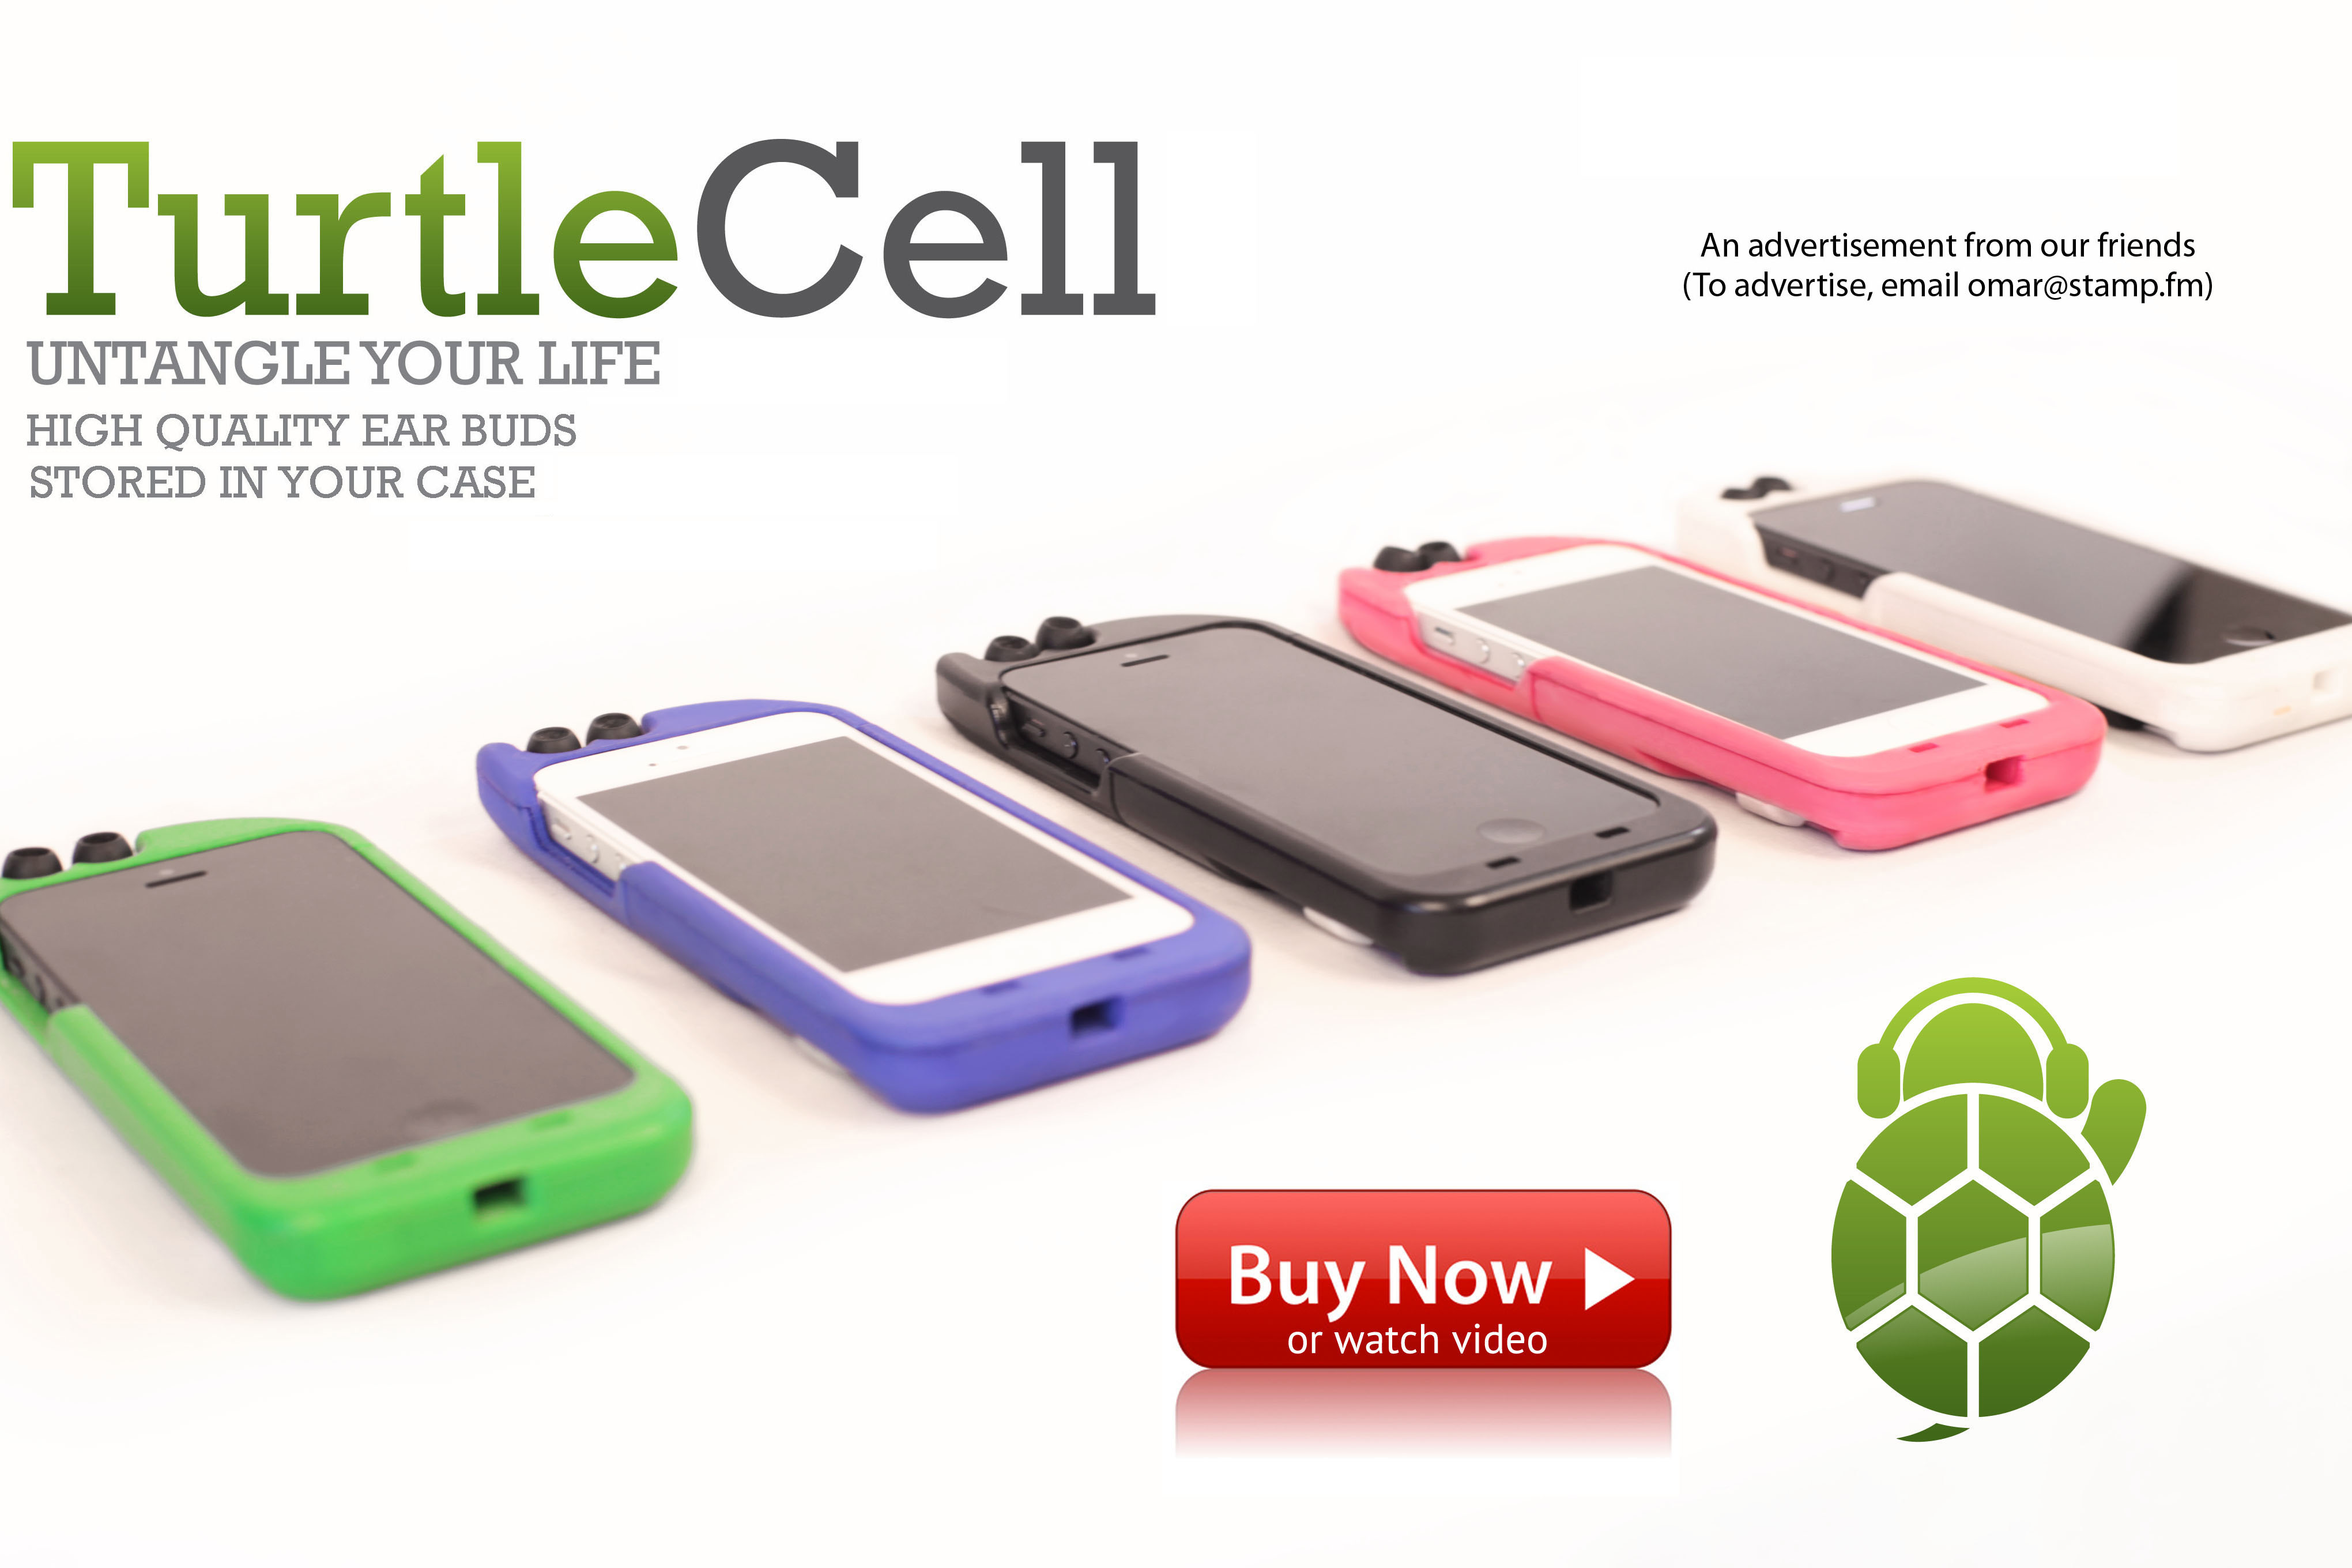 TurtleCell
UNTANGLE YOUR LIFE
HIGH QUALITY EAR BUDS
STORED IN YOUR CASE
An advertisement from our friends
(To advertise, email omar@stamp.fm)
Buy Now
or watch video